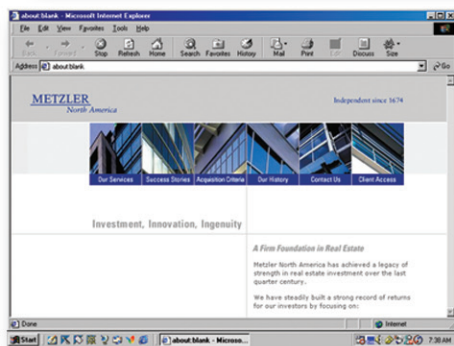 about:blank - Microsoft Internet Explorer
File Edit View Favorites Tools Help
Back Forward Stop Refresh Home Search Favorites History Mail Print Edit Discuss Size
Address about:blank Go
METZLER
North America
Independent since 1674
Our Services Success Stories Acquisition Criteria Our History Contact Us Client Access
Investment, Innovation, Ingenuity
A Firm Foundation in Real Estate
Metzler North America has achieved a legacy of
strength in real estate investment over the last
quarter century.
We have steadily built a strong record of returns
for our investors by focusing on:
Done Internet
Start about:blank - Microso... 7:38 AM